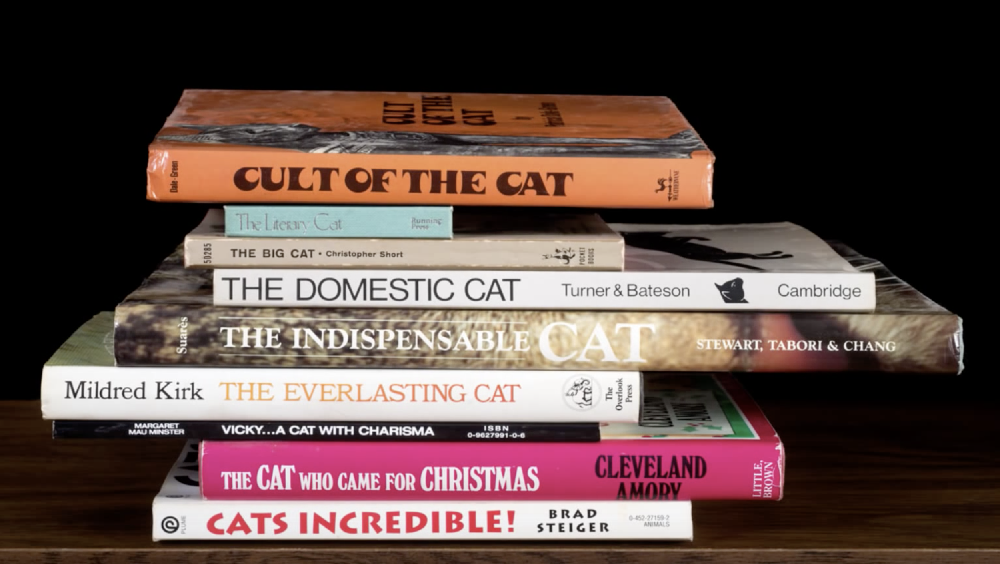 CULT
OF THE
CAT
by
Dale-Green
CULT OF THE CAT
WEATHERVANE
The Literary Cat
Running
Press
50285
THE BIG CAT • Christopher Short
POCKET
BOOKS
THE DOMESTIC CAT Turner & Bateson Cambridge
Suarès
THE INDISPENSABLE CAT STEWART, TABORI & CHANG
Mildred Kirk THE EVERLASTING CAT
The
Overlook
Press
CLEVELAND
AMORY
MARGARET
MAU MINSTER
VICKY...A CAT WITH CHARISMA
ISBN
0-9627991-0-6
THE CAT WHO CAME FOR CHRISTMAS
CLEVELAND
AMORY
LITTLE,
BROWN
PLUME
CATS INCREDIBLE!
BRAD
STEIGER
0-452-27159-2
ANIMALS